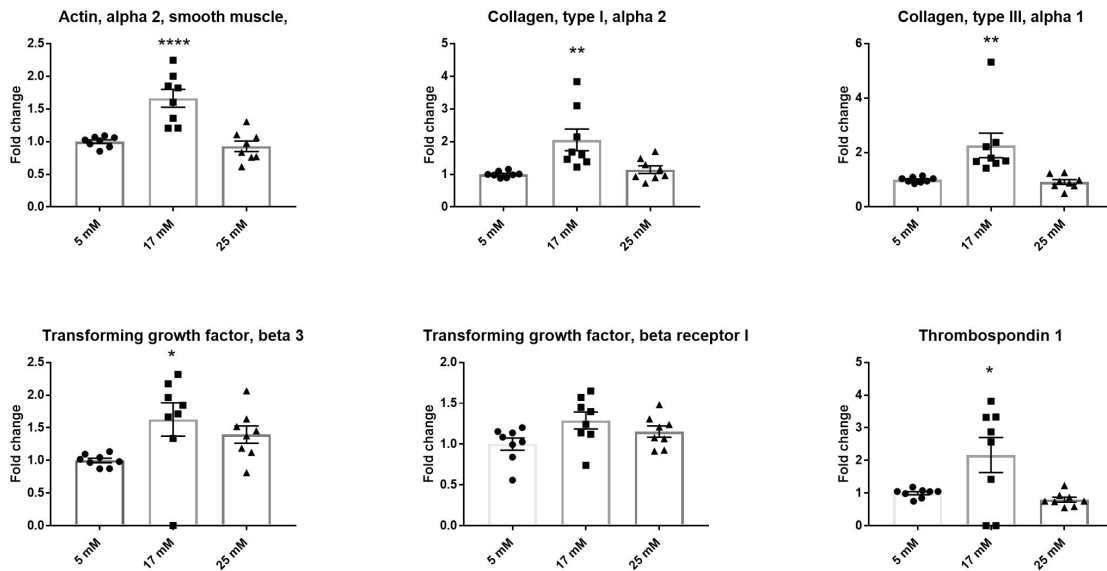 Actin, alpha 2, smooth muscle,
****
Fold change
2.5
2.0
1.5
1.0
0.5
0.0
5 mM
17 mM
25 mM
Collagen, type I, alpha 2
**
Fold change
5
4
3
2
1
0
5 mM
17 mM
25 mM
Collagen, type III, alpha 1
**
Fold change
6
4
2
0
5 mM
17 mM
25 mM
Transforming growth factor, beta 3
*
Fold change
2.5
2.0
1.5
1.0
0.5
0.0
5 mM
17 mM
25 mM
Transforming growth factor, beta receptor I
Fold change
2.0
1.5
1.0
0.5
0.0
5 mM
17 mM
25 mM
Thrombospondin 1
*
Fold change
5
4
3
2
1
0
5 mM
17 mM
25 mM